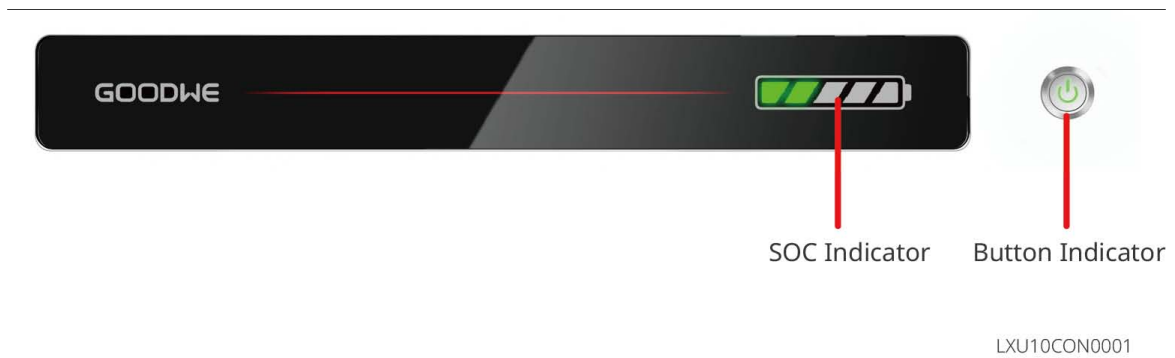 GOODWE
SOC Indicator
Button Indicator
LXU10CON0001